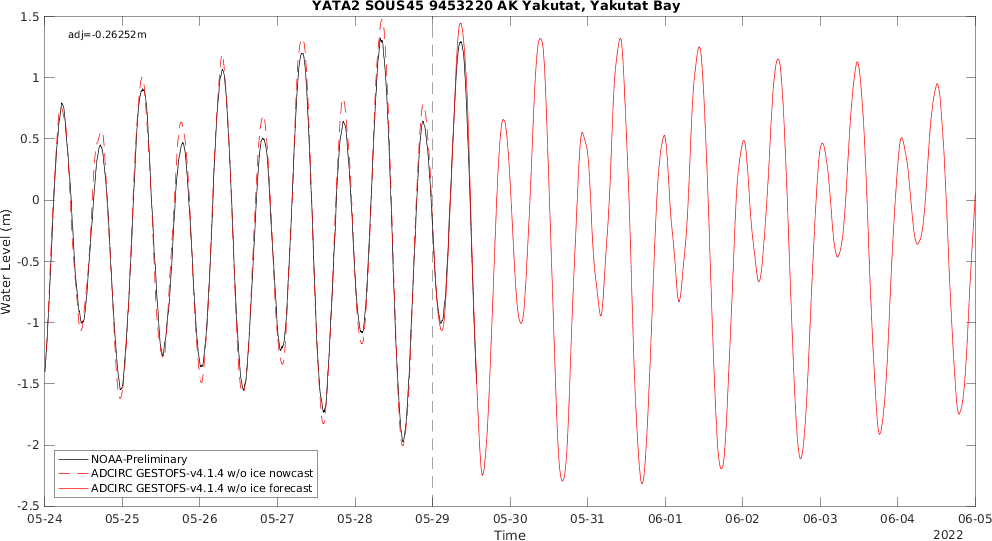 YATA2 SOUS45 9453220 AK Yakutat, Yakutat Bay
adj=-0.26252m
1.5
1
0.5
0
-0.5
-1
-1.5
-2
-2.5
Water Level (m)
NOAA-Preliminary
ADCIRC GESTOFS-v4.1.4 w/o ice nowcast
ADCIRC GESTOFS-v4.1.4 w/o ice forecast
05-24 05-25 05-26 05-27 05-28 05-29 05-30 05-31 06-01 06-02 06-03 06-04 06-05
Time
2022